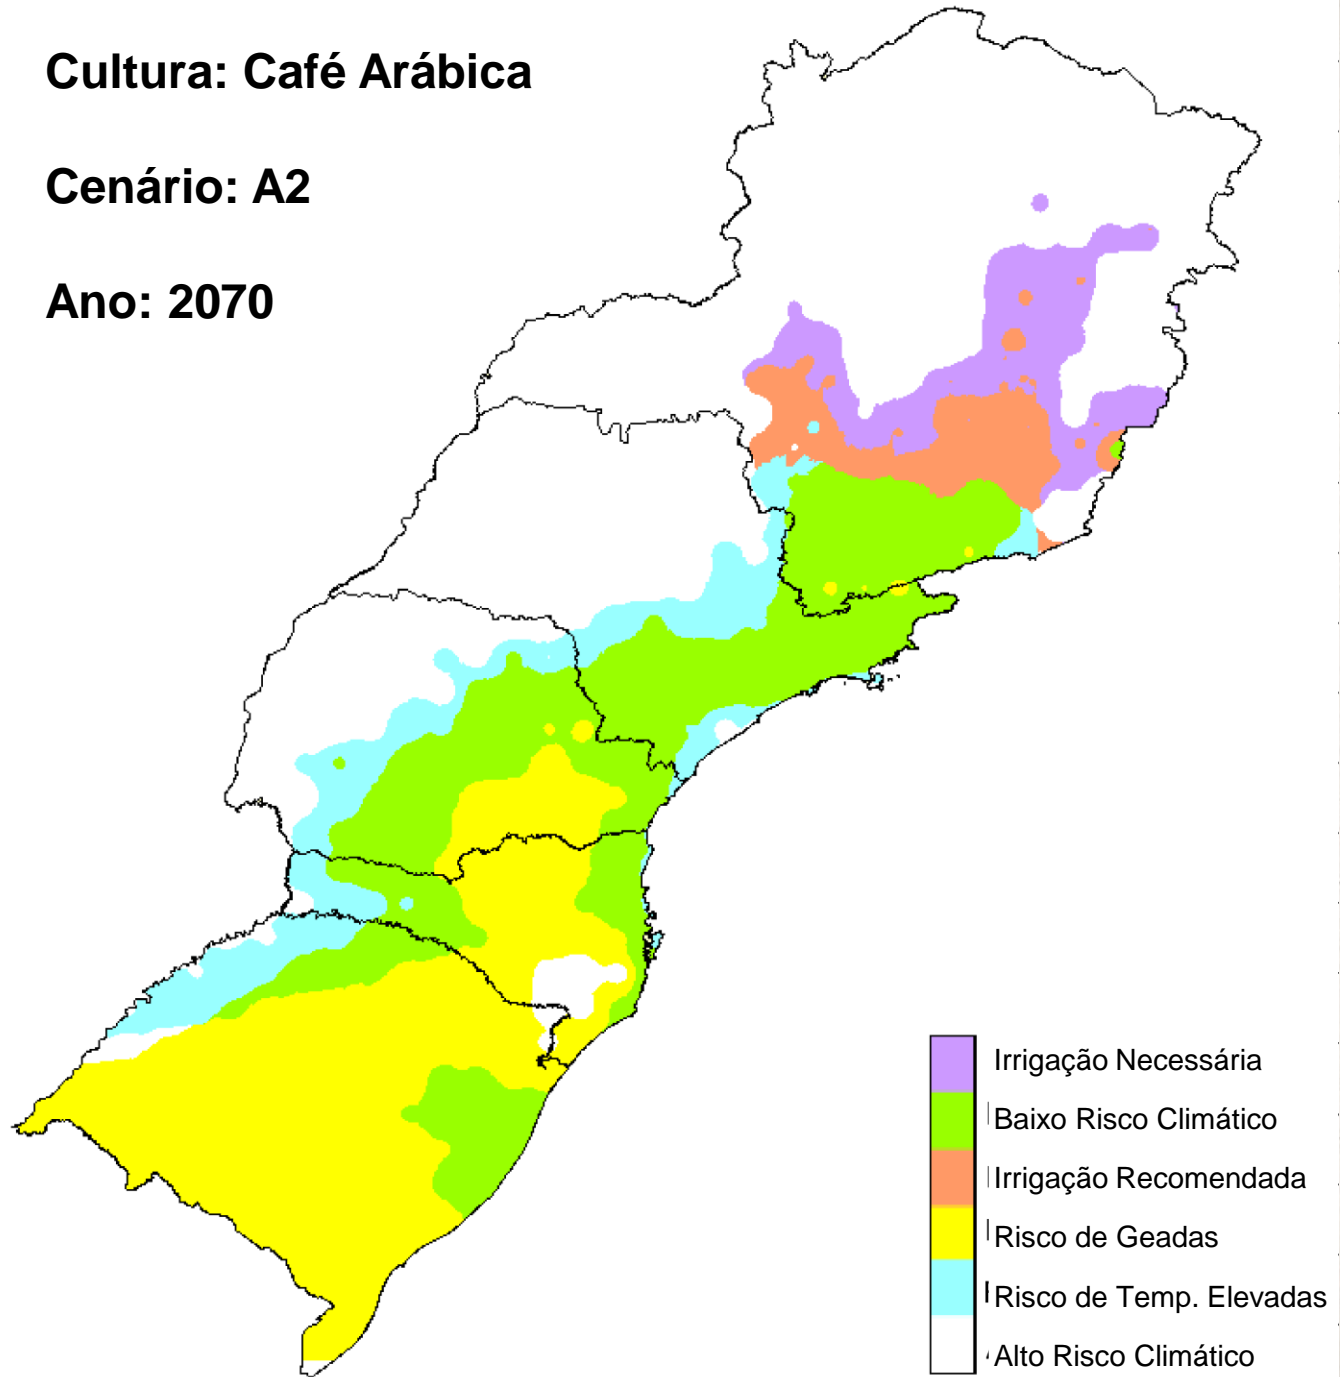 Cultura: Café Arábica
Cenário: A2
Ano: 2070
Irrigação Necessária
Baixo Risco Climático
Irrigação Recomendada
Risco de Geadas
Risco de Temp. Elevadas
Alto Risco Climático